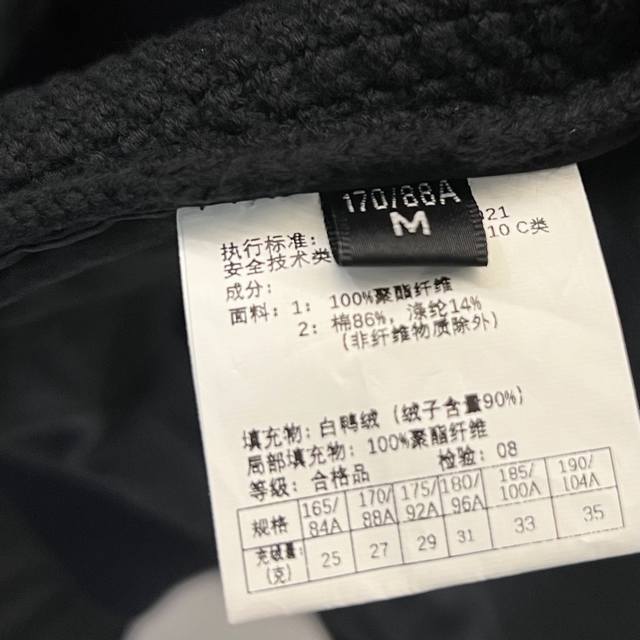 170/88A
M
执行标准: 21
安全技术类 10 C类
成分:
面料: 1: 100%聚酯纤维
2: 棉86%, 涤纶14%
(非纤维物质除外)
填充物: 白鸭绒 (绒子含量90%)
局部填充物: 100%聚酯纤维
等级: 合格品 检验: 08
规格 165/84A 170/88A 175/92A 180/96A 185/100A 190/104A
充绒量: (克) 25 27 29 31 33 35